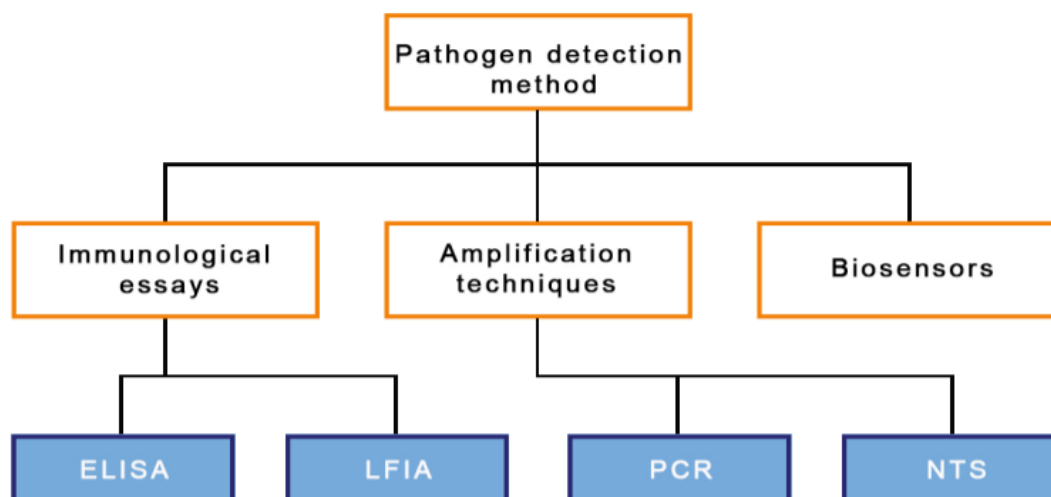 Pathogen detection
method
Immunological
essays
Amplification
techniques
Biosensors
ELISA
LFIA
PCR
NTS